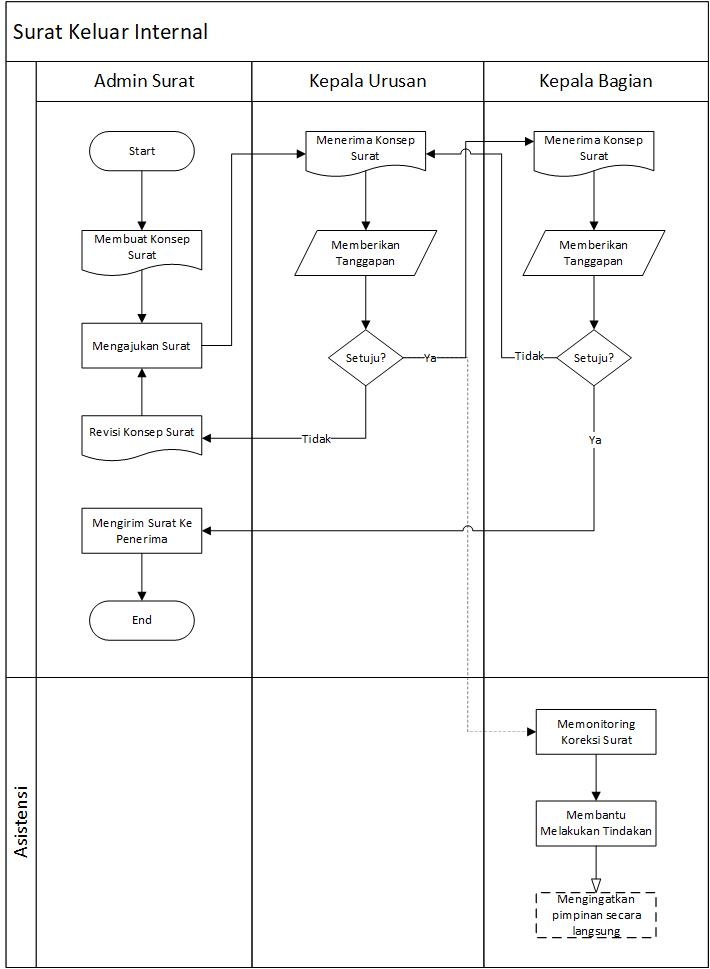 Surat Keluar Internal
Admin Surat
Kepala Urusan
Kepala Bagian
Start
Menerima Konsep
Surat
Menerima Konsep
Surat
Membuat Konsep
Surat
Memberikan
Tanggapan
Memberikan
Tanggapan
Mengajukan Surat
Setuju?
Ya
Tidak
Setuju?
Revisi Konsep Surat
Tidak
Ya
Mengirim Surat Ke
Penerima
End
Asistensi
Memonitoring
Koreksi Surat
Membantu
Melakukan Tindakan
Mengingatkan
pimpinan secara
langsung